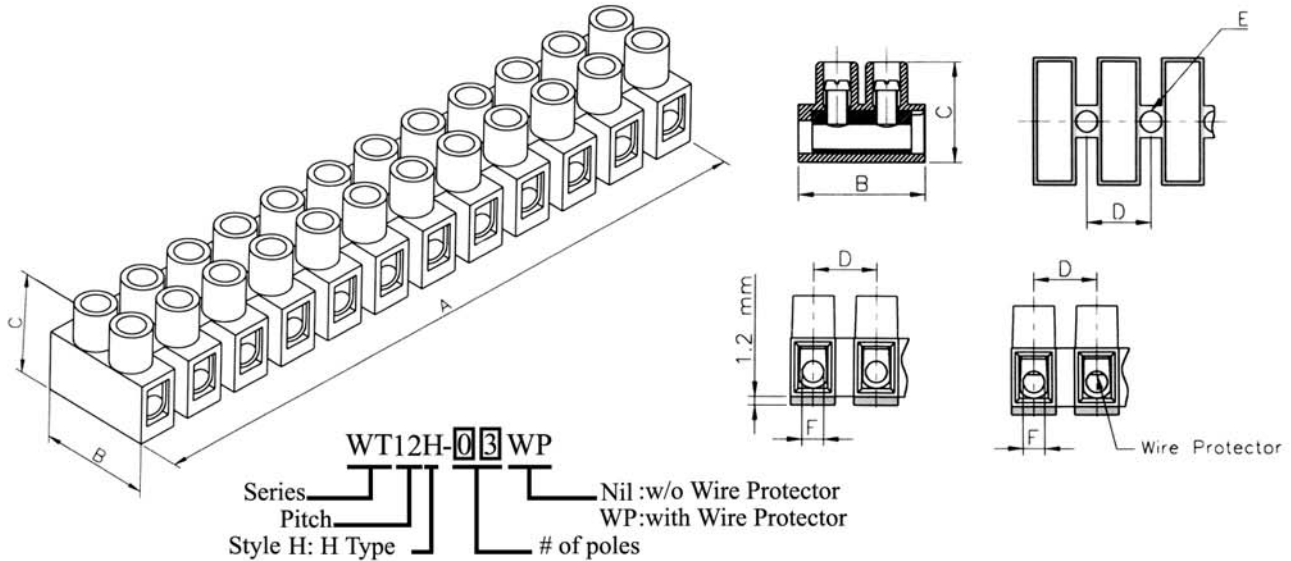 E
C
B
D
C
A
B
D
1.2 mm
F
D
F
Wire Protector
WT12H-03WP
Series
Nil :w/o Wire Protector
Pitch
WP:with Wire Protector
Style H: H Type
# of poles